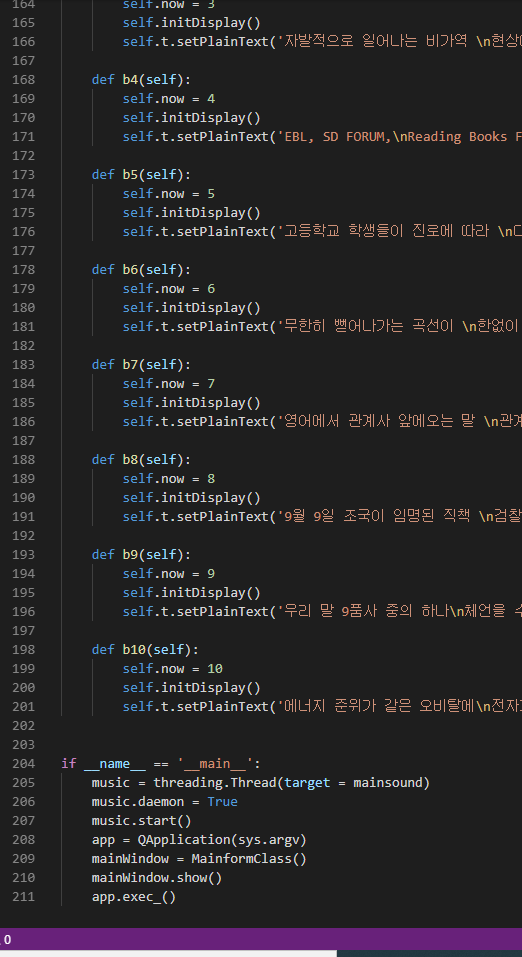 164 self.now = 3
165 self.initDisplay()
166 self.t.setPlainText('자발적으로 일어나는 비가역 \n현상
167
168 def b4(self):
169 self.now = 4
170 self.initDisplay()
171 self.t.setPlainText('EBL, SD FORUM,\nReading Books F
172
173 def b5(self):
174 self.now = 5
175 self.initDisplay()
176 self.t.setPlainText('고등학교 학생들이 진로에 따라 \n
177
178 def b6(self):
179 self.now = 6
180 self.initDisplay()
181 self.t.setPlainText('무한히 뻗어나가는 곡선이 \n한없이
182
183 def b7(self):
184 self.now = 7
185 self.initDisplay()
186 self.t.setPlainText('영어에서 관계사 앞에오는 말 \n관계
187
188 def b8(self):
189 self.now = 8
190 self.initDisplay()
191 self.t.setPlainText('9월 9일 조국이 임명된 직책 \n검찰
192
193 def b9(self):
194 self.now = 9
195 self.initDisplay()
196 self.t.setPlainText('우리 말 9품사 중의 하나\n체언을 수
197
198 def b10(self):
199 self.now = 10
200 self.initDisplay()
201 self.t.setPlainText('에너지 준위가 같은 오비탈에\n전자
202
203
204 if __name__ == '__main__':
205 music = threading.Thread(target = mainsound)
206 music.daemon = True
207 music.start()
208 app = QApplication(sys.argv)
209 mainWindow = MainformClass()
210 mainWindow.show()
211 app.exec_()
0